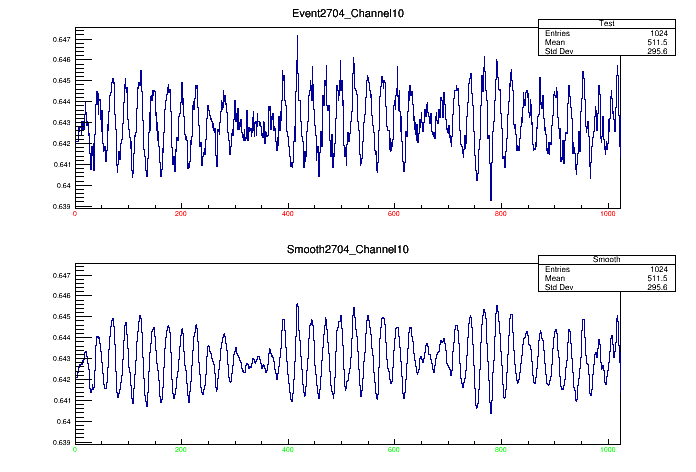 Event2704_Channel10
Test
Entries 1024
Mean 511.5
Std Dev 295.6
0.647
0.646
0.645
0.644
0.643
0.642
0.641
0.64
0.639
0 200 400 600 800 1000
Smooth2704_Channel10
Smooth
Entries 1024
Mean 511.5
Std Dev 295.6
0.647
0.646
0.645
0.644
0.643
0.642
0.641
0.64
0.639
0 200 400 600 800 1000